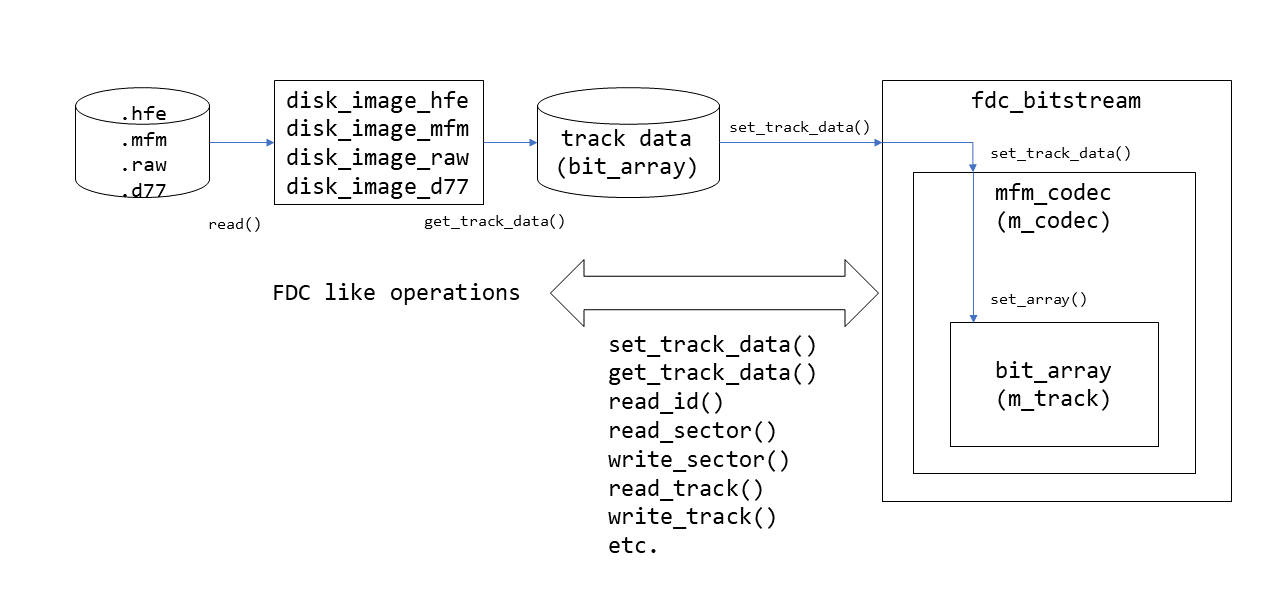 .hfe
.mfm
.raw
.d77
read()
disk_image_hfe
disk_image_mfm
disk_image_raw
disk_image_d77
get_track_data()
track data
(bit_array)
set_track_data()
fdc_bitstream
set_track_data()
mfm_codec
(m_codec)
set_array()
bit_array
(m_track)
FDC like operations
set_track_data()
get_track_data()
read_id()
read_sector()
write_sector()
read_track()
write_track()
etc.